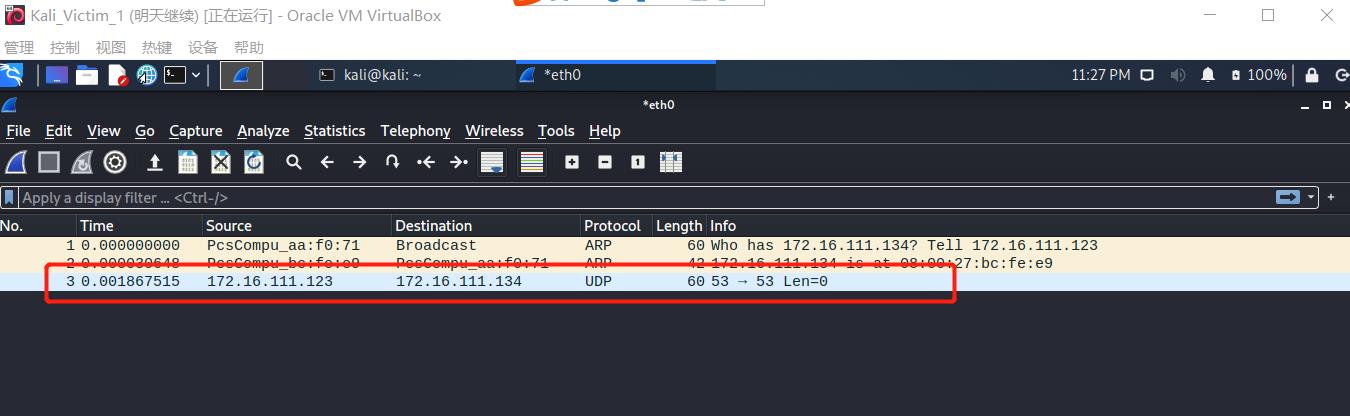 Kali_Victim_1 (明天继续) [正在运行] - Oracle VM VirtualBox
管理 控制 视图 热键 设备 帮助
kali@kali: ~ *eth0 11:27 PM 100%
*eth0
File Edit View Go Capture Analyze Statistics Telephony Wireless Tools Help
Apply a display filter … <Ctrl-/>
No. Time Source Destination Protocol Length Info
1 0.000000000 PcsCompu_aa:f0:71 Broadcast ARP 60 Who has 172.16.111.134? Tell 172.16.111.123
2 0.000030648 PcsCompu_bc:fe:e9 PcsCompu_aa:f0:71 ARP 42 172.16.111.134 is at 08:00:27:bc:fe:e9
3 0.001867515 172.16.111.123 172.16.111.134 UDP 60 53 → 53 Len=0